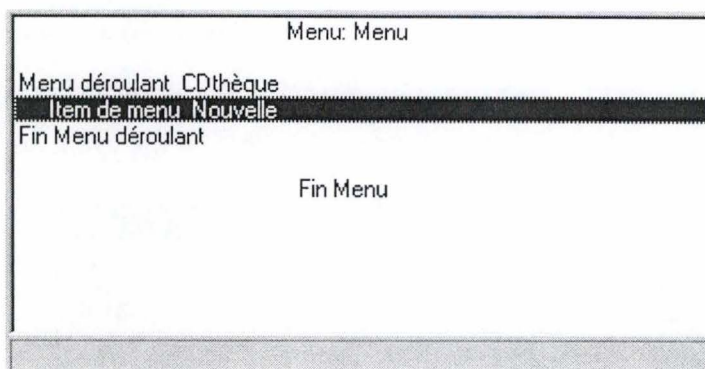 Menu: Menu
Menu déroulant CDthèque
Item de menu Nouvelle
Fin Menu déroulant
Fin Menu